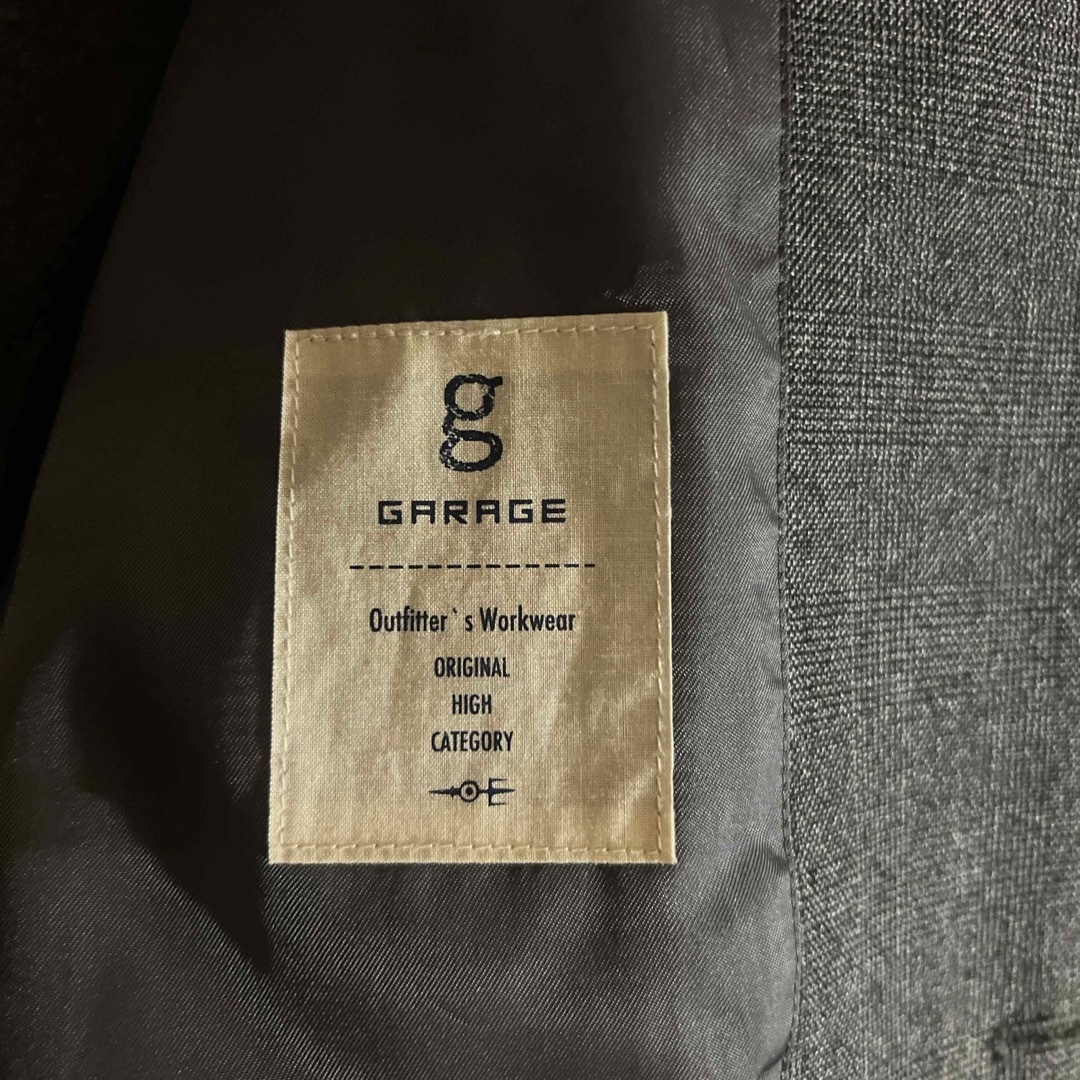 g
GARAGE
-------------
Outfitter`s Workwear
ORIGINAL
HIGH
CATEGORY